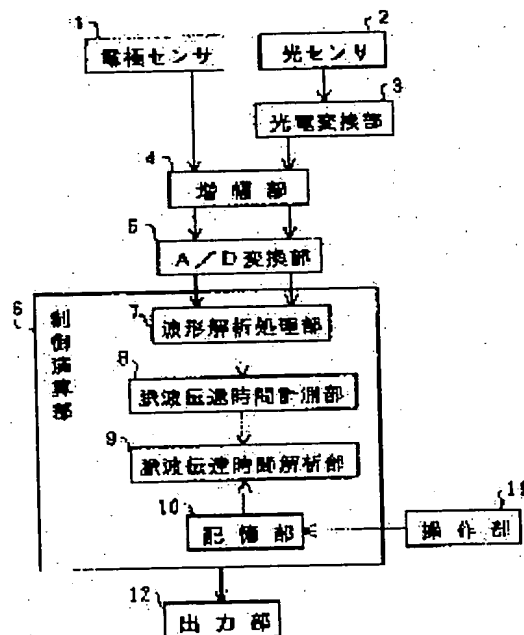 1
電極センサ
2
光センサ
3
光電変換部
4
増幅部
5
A/D変換部
6
制御演算部
7
波形解析処理部
8
脈波伝達時間計測部
9
脈波伝達時間解析部
10
記憶部
11
操作部
12
出力部